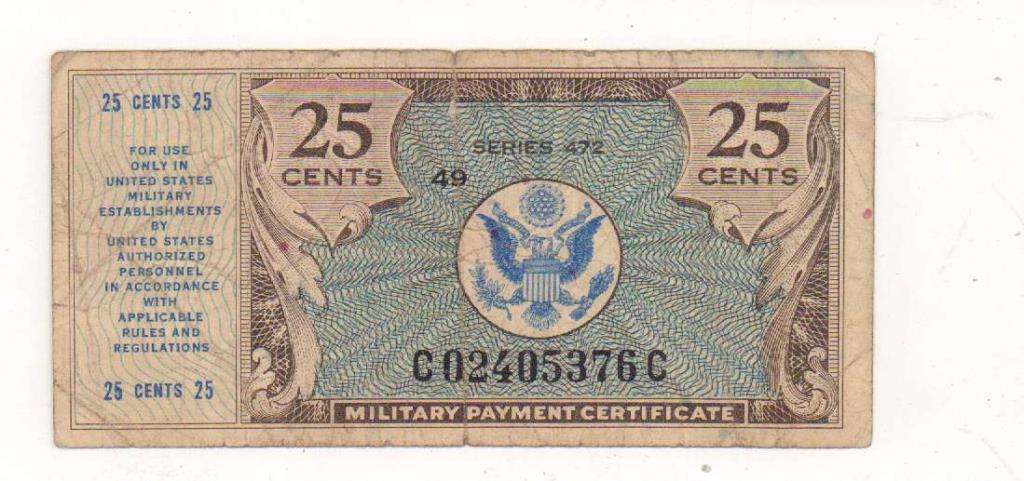 25 CENTS 25
FOR USE
ONLY IN
UNITED STATES
MILITARY
ESTABLISHMENTS
BY
UNITED STATES
AUTHORIZED
PERSONNEL
IN ACCORDANCE
WITH
APPLICABLE
RULES AND
REGULATIONS
25 CENTS 25
25
CENTS
SERIES 472
49
25
CENTS
C02405376C
MILITARY PAYMENT CERTIFICATE